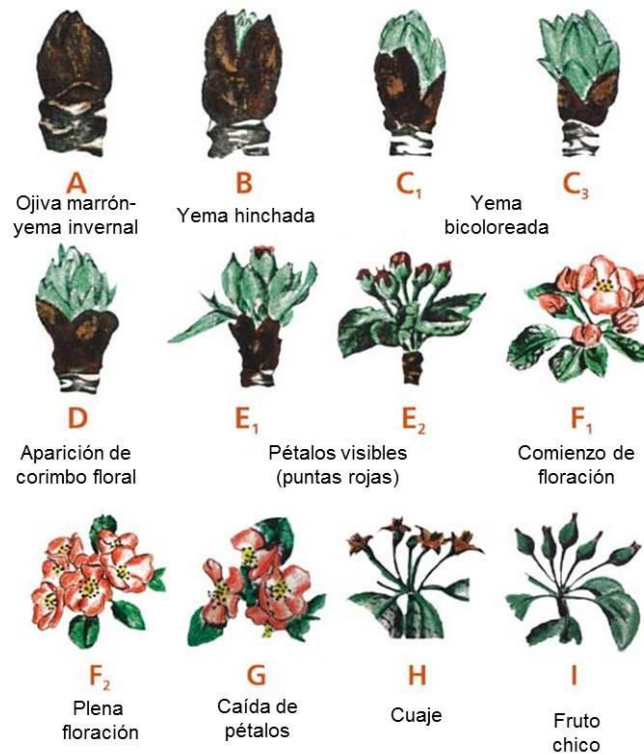 A
B
C₁
C₃
Ojiva marrón-
yema invernal
Yema hinchada
Yema
bicoloreada
D
E₁
E₂
F₁
Aparición de
corimbo floral
Pétalos visibles
(puntas rojas)
Comienzo de
floración
F₂
G
H
I
Plena
floración
Caída de
pétalos
Cuaje
Fruto
chico